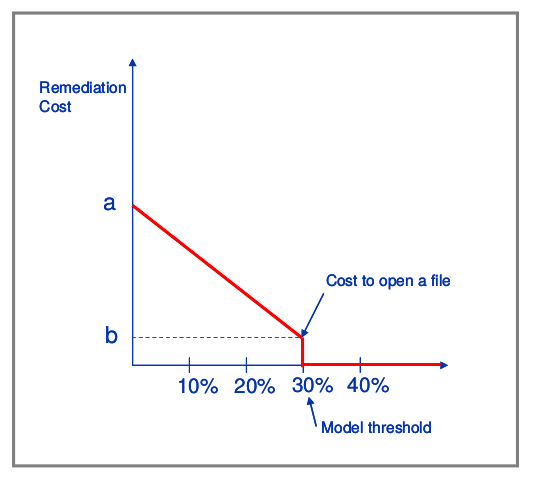 Remediation
Cost
a
Cost to open a file
b
10% 20% 30% 40%
Model threshold